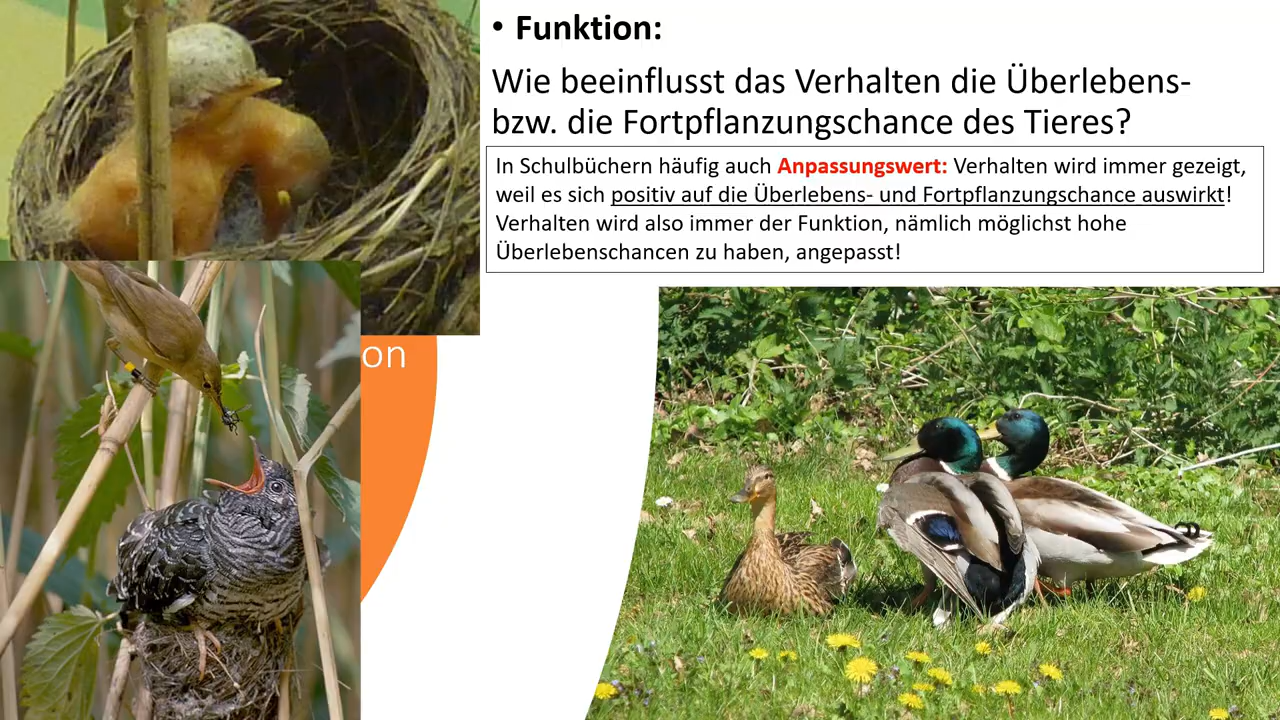 • Funktion:
Wie beeinflusst das Verhalten die Überlebens-
bzw. die Fortpflanzungschance des Tieres?
In Schulbüchern häufig auch Anpassungswert: Verhalten wird immer gezeigt,
weil es sich positiv auf die Überlebens- und Fortpflanzungschance auswirkt!
Verhalten wird also immer der Funktion, nämlich möglichst hohe
Überlebenschancen zu haben, angepasst!
on